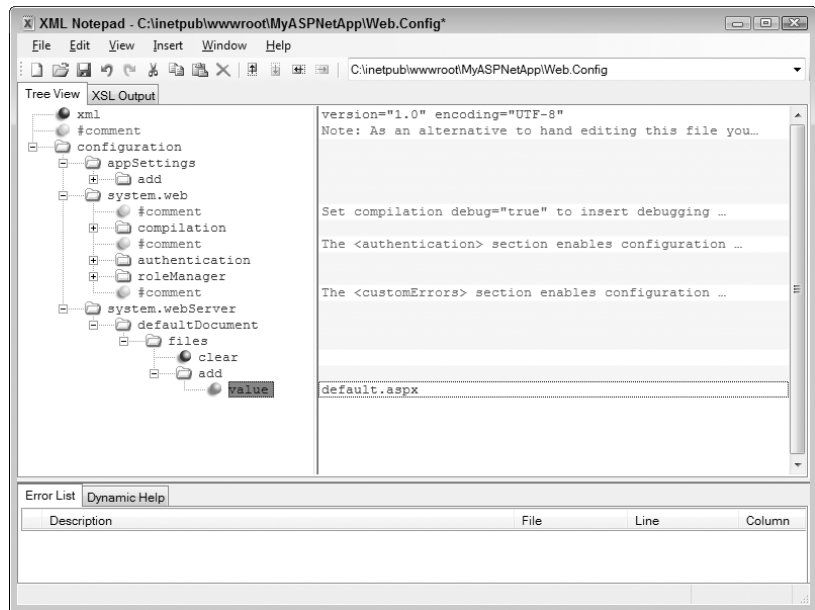 XML Notepad - C:\inetpub\wwwroot\MyASPNetApp\Web.Config*
File Edit View Insert Window Help
C:\inetpub\wwwroot\MyASPNetApp\Web.Config
Tree View XSL Output
xml version="1.0" encoding="UTF-8"
#comment Note: As an alternative to hand editing this file you…
configuration
appSettings
add
system.web
#comment Set compilation debug="true" to insert debugging …
compilation
#comment The <authentication> section enables configuration …
authentication
roleManager
#comment The <customErrors> section enables configuration …
system.webServer
defaultDocument
files
clear
add
value default.aspx
Error List Dynamic Help
Description File Line Column